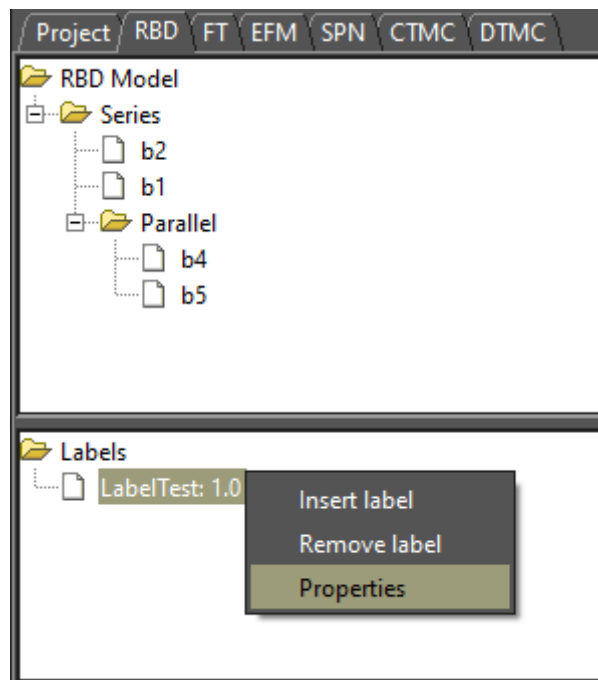 Project RBD FT EFM SPN CTMC DTMC
RBD Model
Series
b2
b1
Parallel
b4
b5
Labels
LabelTest: 1.0
Insert label
Remove label
Properties